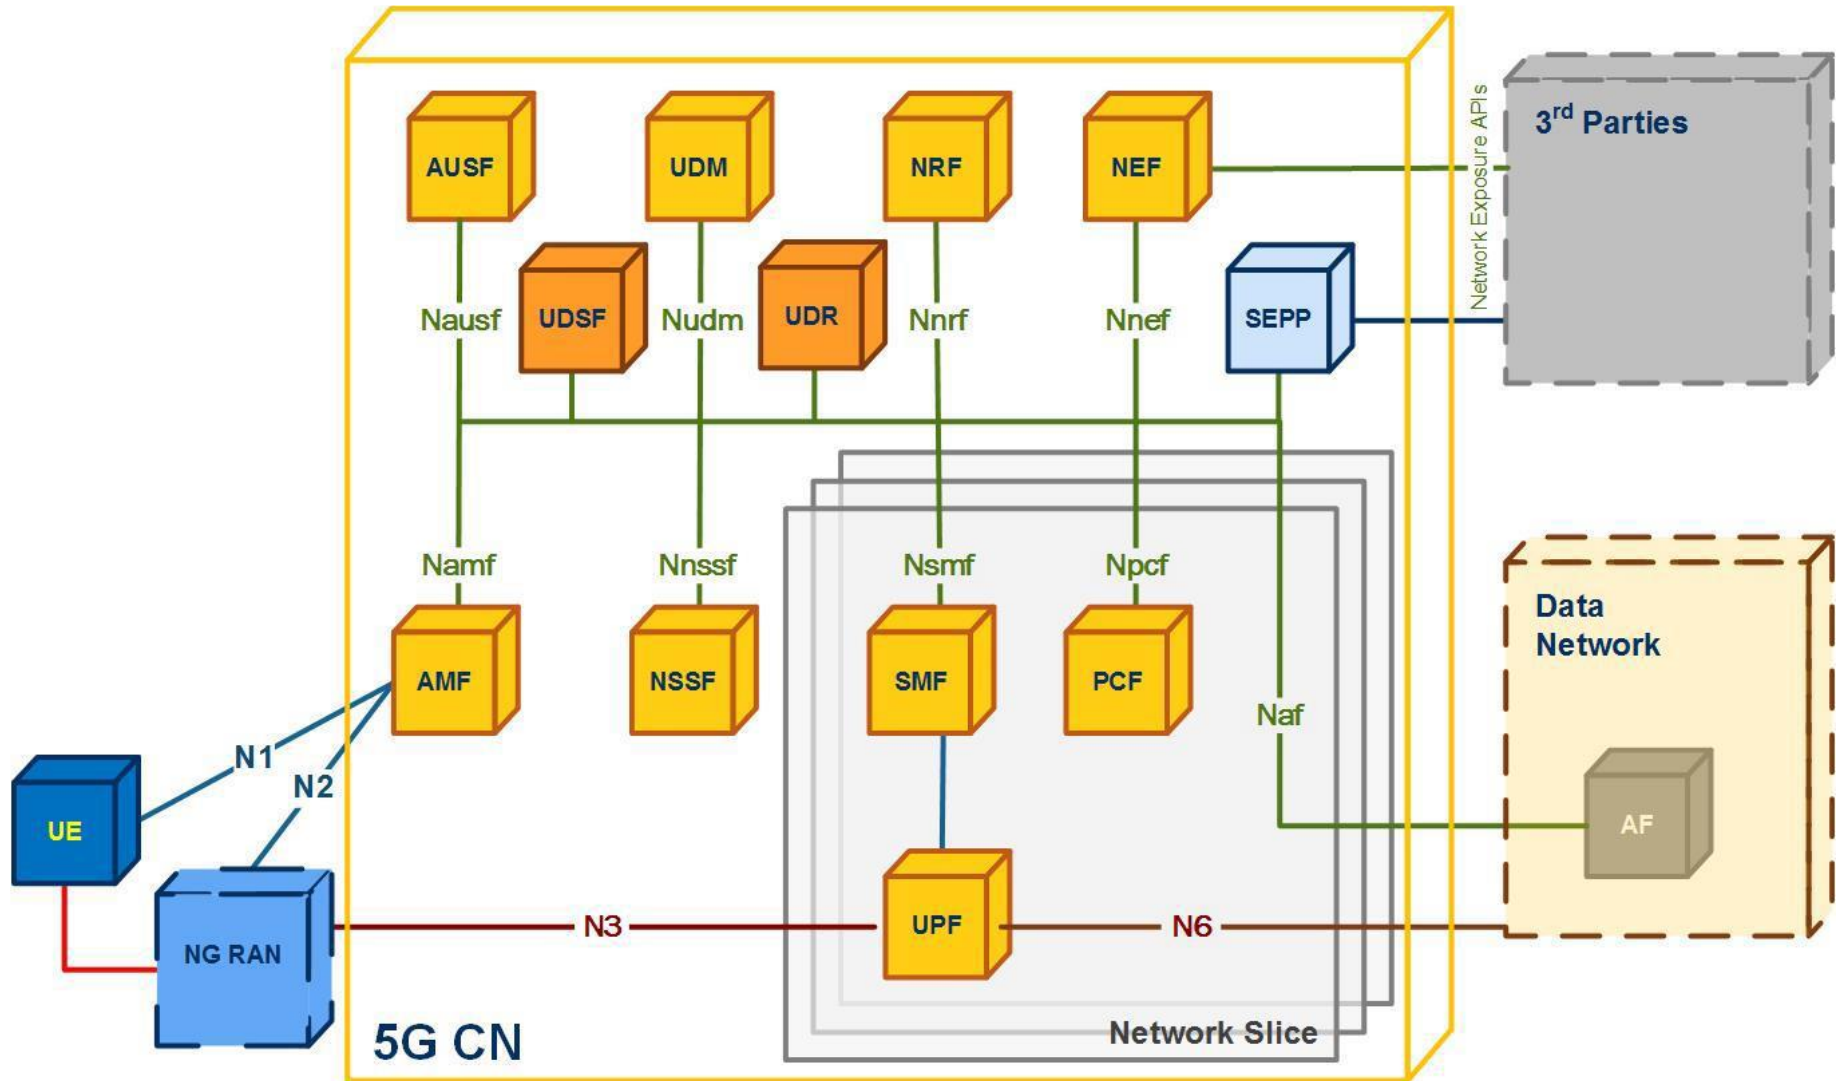 AUSF
UDM
NRF
NEF
Network Exposure APIs
3rd Parties
UDSF
UDR
SEPP
Nausf
Nudm
Nnrf
Nnef
Namf
Nnssf
Nsmf
Npcf
Data
Network
AMF
NSSF
SMF
PCF
Naf
N1
N2
UE
AF
NG RAN
N3
UPF
N6
5G CN
Network Slice